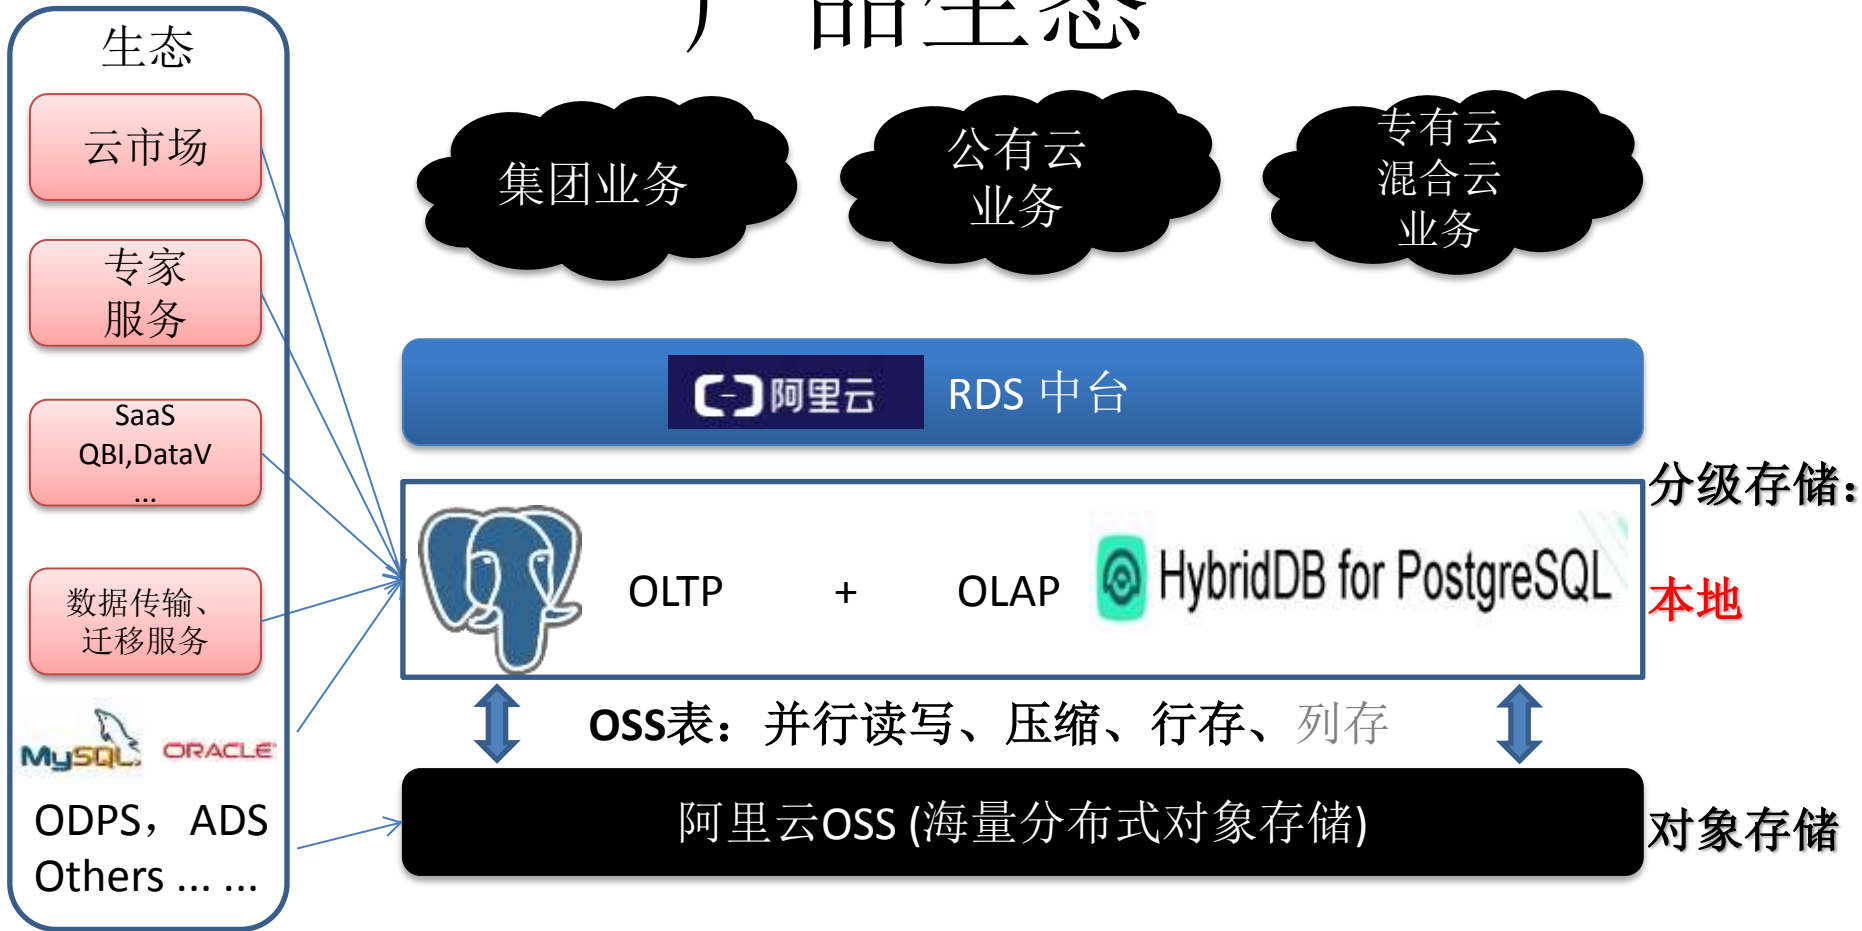 产品生态
生态
云市场
专家
服务
SaaS
QBI,DataV
...
数据传输、
迁移服务
MySQL
ORACLE
ODPS，ADS
Others ... ...
集团业务
公有云
业务
专有云
混合云
业务
阿里云 RDS 中台
分级存储：
OLTP + OLAP HybridDB for PostgreSQL
本地
OSS表：并行读写、压缩、行存、列存
阿里云OSS (海量分布式对象存储)
对象存储